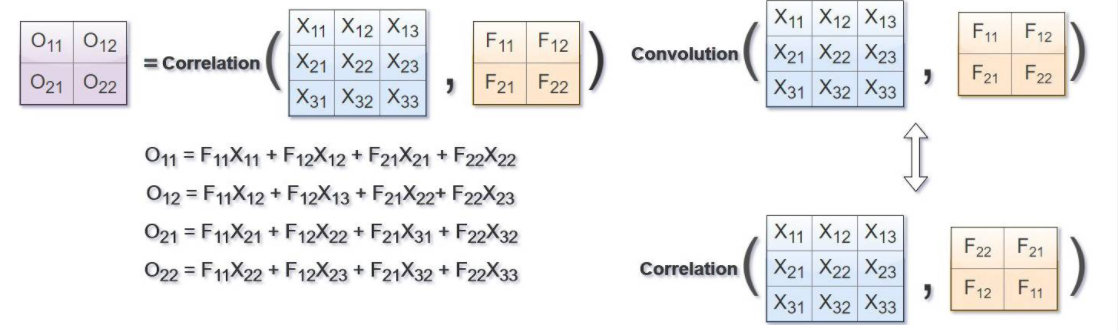 O₁₁ O₁₂
O₂₁ O₂₂
= Correlation (
X₁₁ X₁₂ X₁₃
X₂₁ X₂₂ X₂₃
X₃₁ X₃₂ X₃₃
,
F₁₁ F₁₂
F₂₁ F₂₂
)
O₁₁ = F₁₁X₁₁ + F₁₂X₁₂ + F₂₁X₂₁ + F₂₂X₂₂
O₁₂ = F₁₁X₁₂ + F₁₂X₁₃ + F₂₁X₂₂+ F₂₂X₂₃
O₂₁ = F₁₁X₂₁ + F₁₂X₂₂ + F₂₁X₃₁ + F₂₂X₃₂
O₂₂ = F₁₁X₂₂ + F₁₂X₂₃ + F₂₁X₃₂ + F₂₂X₃₃
Convolution (
X₁₁ X₁₂ X₁₃
X₂₁ X₂₂ X₂₃
X₃₁ X₃₂ X₃₃
,
F₁₁ F₁₂
F₂₁ F₂₂
)
Correlation (
X₁₁ X₁₂ X₁₃
X₂₁ X₂₂ X₂₃
X₃₁ X₃₂ X₃₃
,
F₂₂ F₂₁
F₁₂ F₁₁
)